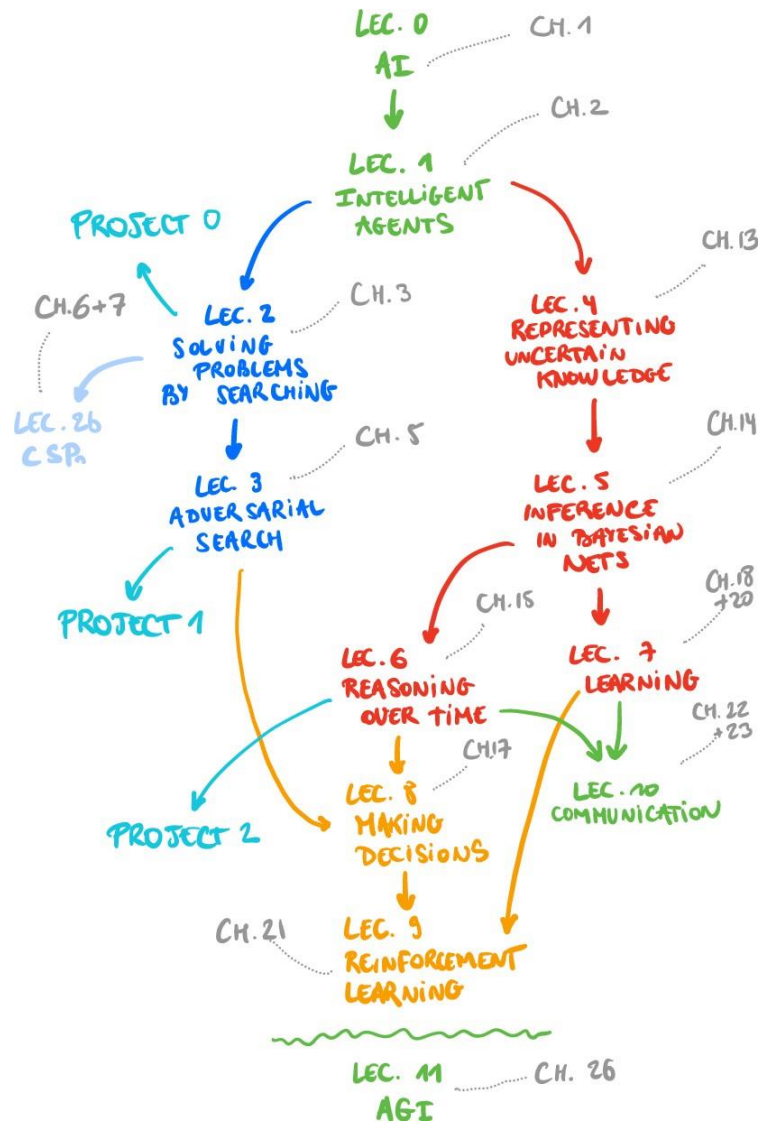 LEC. 0
CH. 1
AI
CH. 2
LEC. 1
INTELLIGENT
AGENTS
PROJECT 0
CH. 13
CH. 6+7
CH. 3
LEC. 2
SOLVING
PROBLEMS
BY SEARCHING
LEC. 4
REPRESENTING
UNCERTAIN
KNOWLEDGE
LEC. 2b
CSPs
CH. 5
CH. 14
LEC. 3
ADVERSARIAL
SEARCH
LEC. 5
INFERENCE
IN BAYESIAN
NETS
PROJECT 1
CH. 15
CH. 18
+20
LEC. 6
REASONING
OVER TIME
LEC. 7
LEARNING
CH. 22
+23
CH. 17
LEC. 8
MAKING
DECISIONS
LEC. 10
COMMUNICATION
PROJECT 2
CH. 21
LEC. 9
REINFORCEMENT
LEARNING
LEC. 11
CH. 26
AGI